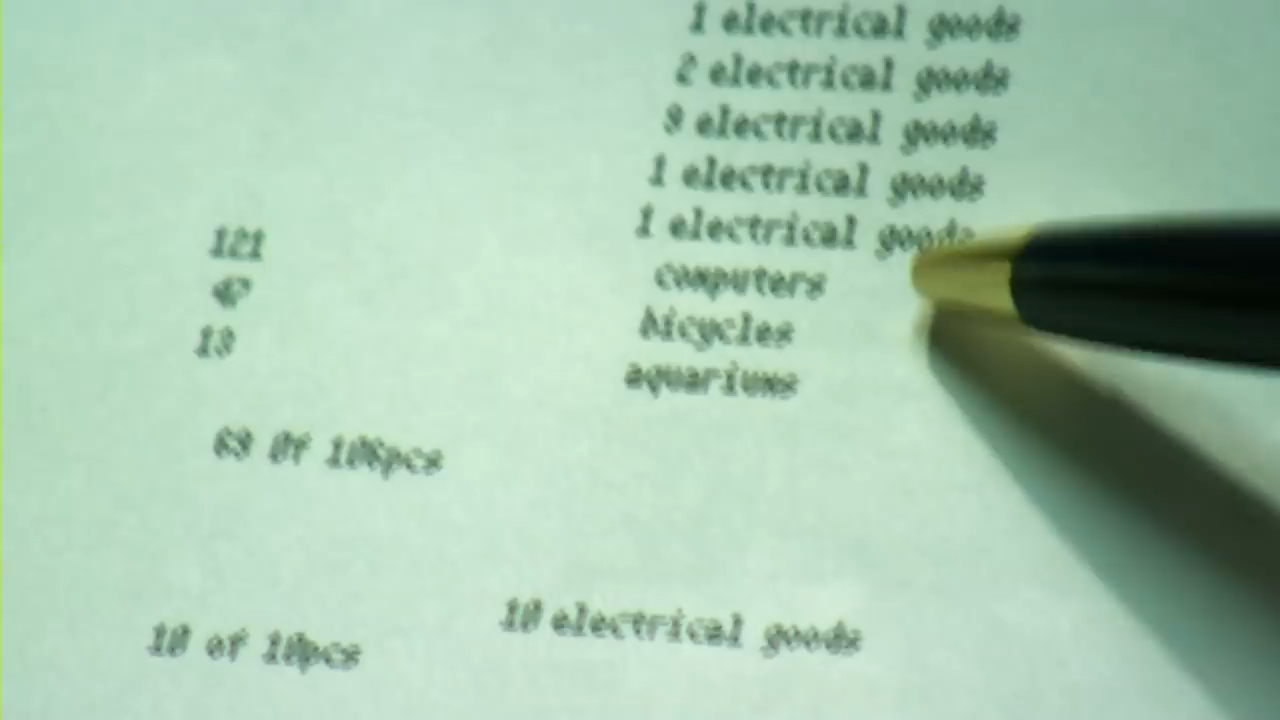 1 electrical goods
2 electrical goods
9 electrical goods
1 electrical goods
121 1 electrical goods
47 computers
13 bicycles
aquariums
69 Of 106pcs
10 electrical goods
10 of 10pcs